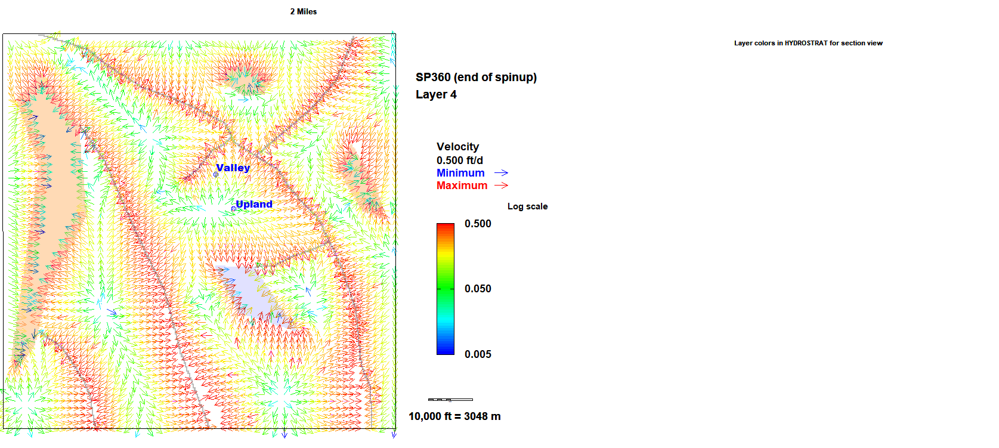 2 Miles
Layer colors in HYDROSTRAT for section view
SP360 (end of spinup)
Layer 4
Velocity
0.500 ft/d
Minimum
Maximum
Valley
Upland
Log scale
0.500
0.050
0.005
10,000 ft = 3048 m